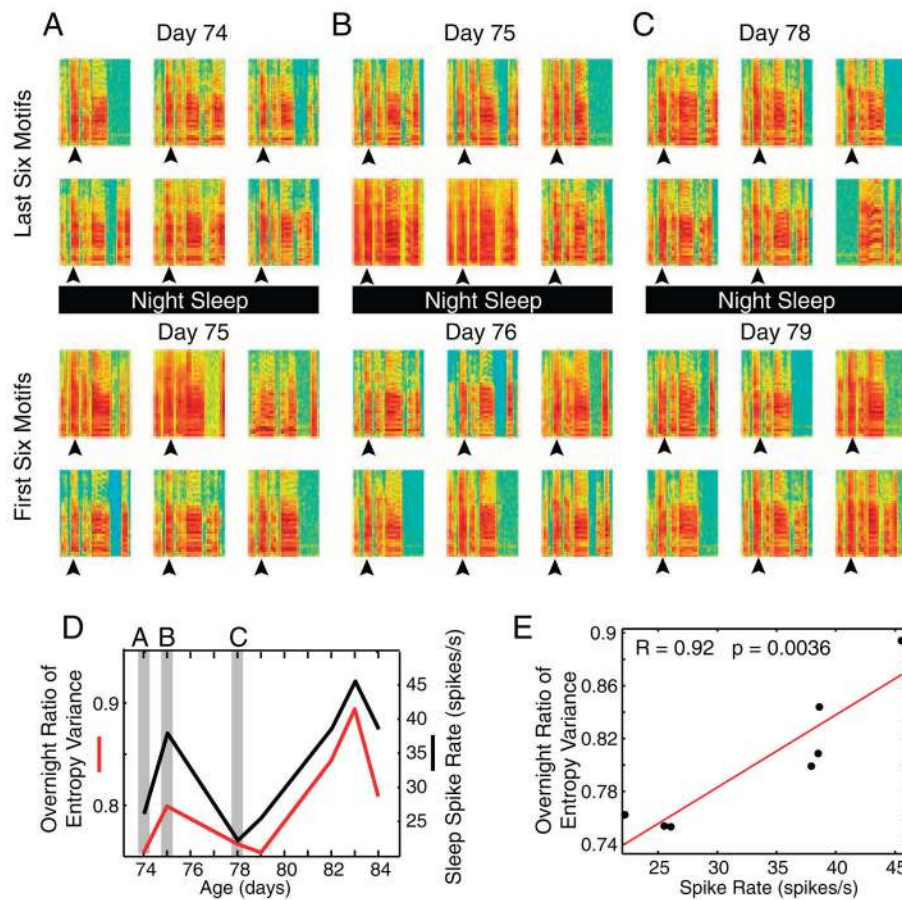 A
Day 74
B
Day 75
C
Day 78
Last Six Motifs
Night Sleep
Night Sleep
Night Sleep
Day 75
Day 76
Day 79
First Six Motifs
D
A
B
C
Overnight Ratio of
Entropy Variance
0.9
0.8
45
40
35
30
25
Sleep Spike Rate (spikes/s)
74
76
78
80
82
84
Age (days)
E
R = 0.92 p = 0.0036
Overnight Ratio of
Entropy Variance
0.9
0.86
0.82
0.78
0.74
25
30
35
40
45
Spike Rate (spikes/s)